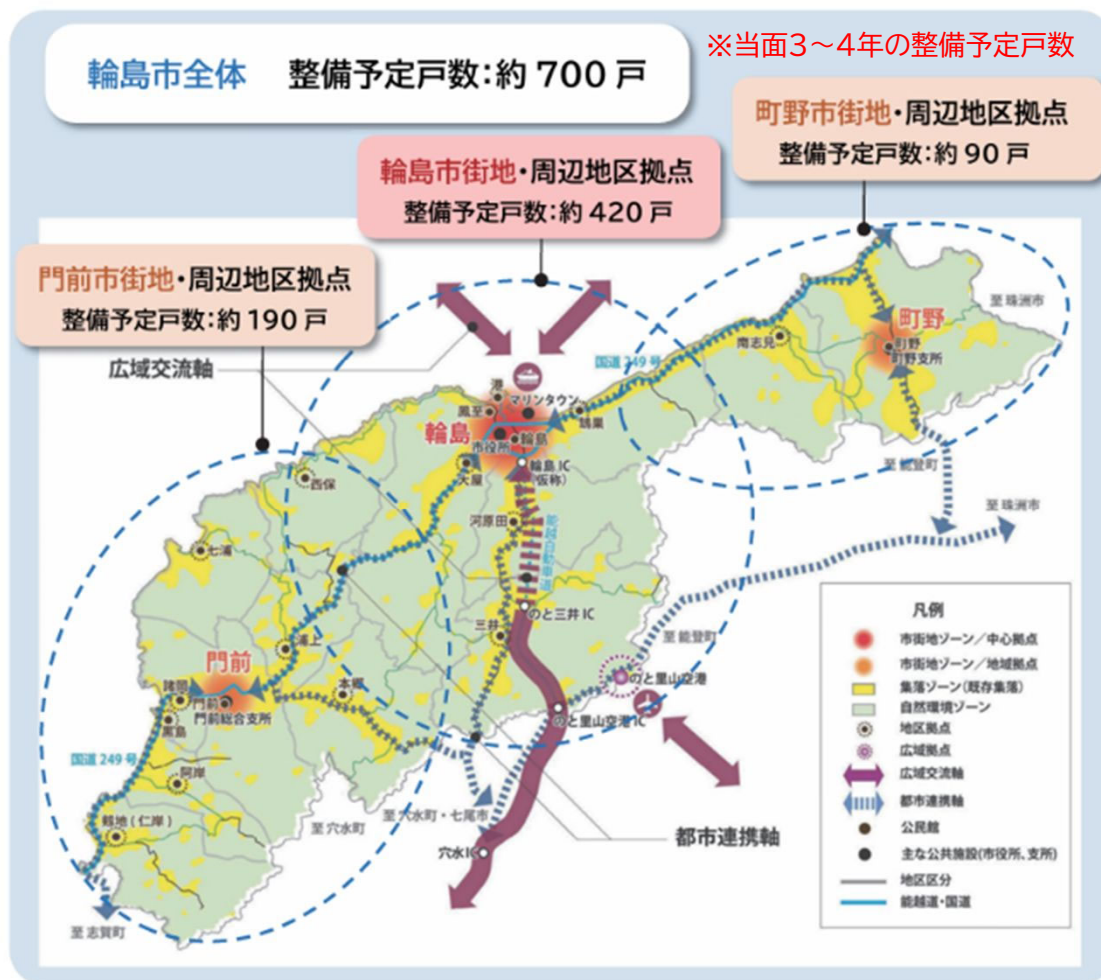 ※当面3～4年の整備予定戸数
輪島市全体　整備予定戸数：約 700 戸
町野市街地・周辺地区拠点
整備予定戸数：約 90 戸
輪島市街地・周辺地区拠点
整備予定戸数：約 420 戸
門前市街地・周辺地区拠点
整備予定戸数：約 190 戸
広域交流軸
至 珠洲市
町野
町野
町野支所
南志見
国道 249 号
港
マリンタウン
鳳至
鵠巣
輪島
市役所
輪島
輪島 IC
(仮称)
大屋
西保
至 能登町
至 珠洲市
河原田
能越自動車道
七浦
のと三井 IC
三井
至 能登町
浦上
門前
のと里山空港
諸岡
本郷
門前
門前総合支所
黒島
のと里山空港 IC
国道 249 号
阿岸
剱地 ( 仁岸 )
至 穴水町
至 穴水町・七尾市
都市連携軸
穴水 IC
至 志賀町
凡例
市街地ゾーン／中心拠点
市街地ゾーン／地域拠点
集落ゾーン(既存集落)
自然環境ゾーン
地区拠点
広域拠点
広域交流軸
都市連携軸
公民館
主な公共施設(市役所、支所)
地区区分
能越道・国道